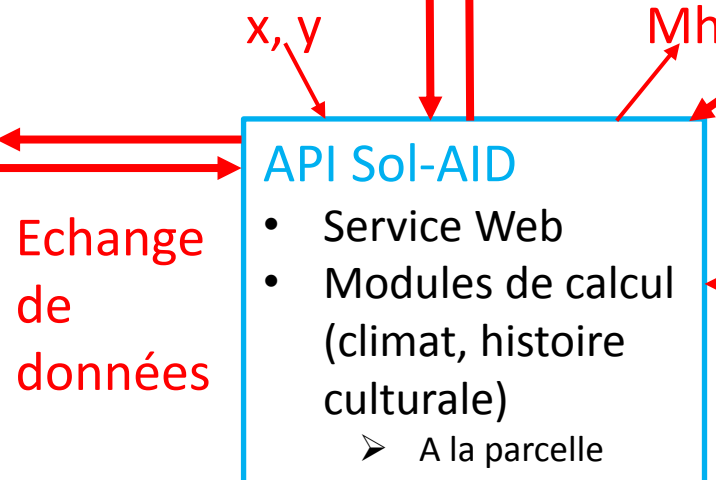 x, y
Mh
API Sol-AID
• Service Web
• Modules de calcul
(climat, histoire
culturale)
➢ A la parcelle
Echange
de
données